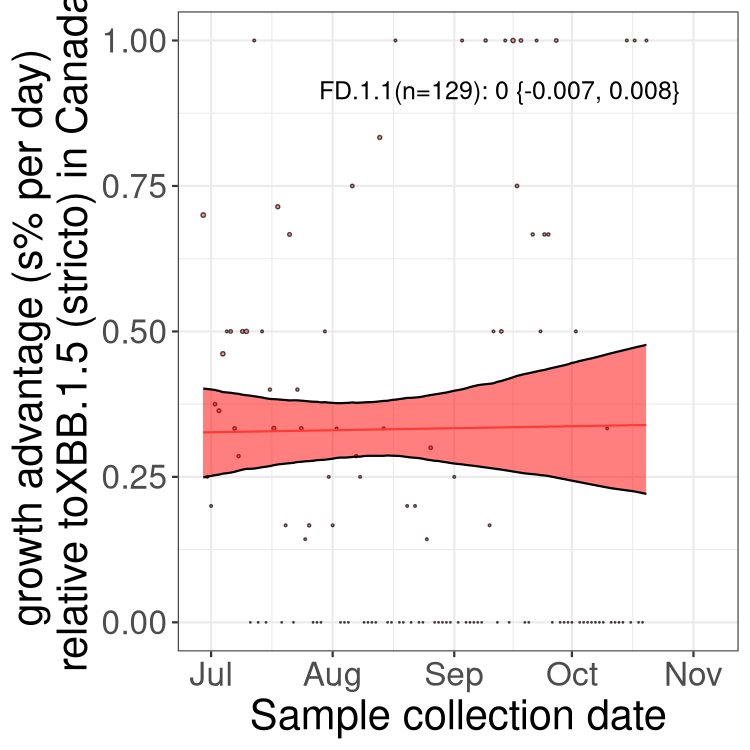 growth advantage (s% per day)
relative toXBB.1.5 (stricto) in Canada
1.00
0.75
0.50
0.25
0.00
FD.1.1(n=129): 0 {-0.007, 0.008}
Jul Aug Sep Oct Nov
Sample collection date